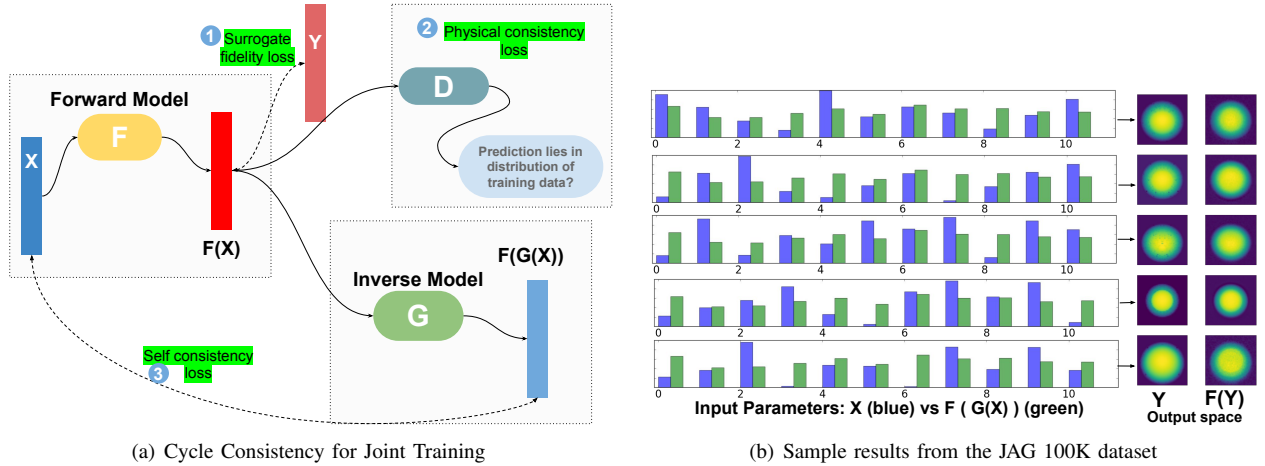 1 Surrogate
fidelity loss
Y
2 Physical consistency
loss
D
Prediction lies in
distribution of
training data?
Forward Model
X
F
F(X)
Inverse Model
F(G(X))
G
Self consistency
3 loss
(a) Cycle Consistency for Joint Training
0 2 4 6 8 10
0 2 4 6 8 10
0 2 4 6 8 10
0 2 4 6 8 10
0 2 4 6 8 10
Input Parameters: X (blue) vs F ( G(X) ) (green)
Y F(Y)
Output space
(b) Sample results from the JAG 100K dataset